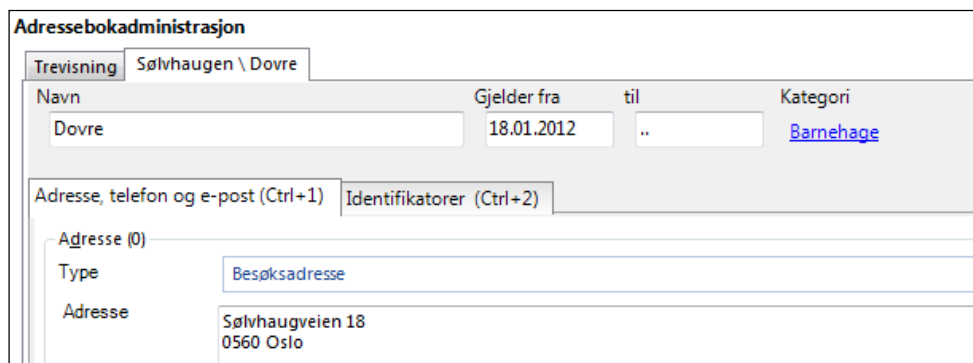 Adressebokadministrasjon
Trevisning Sølvhaugen \ Dovre
Navn Gjelder fra til Kategori
Dovre 18.01.2012 .. Barnehage
Adresse, telefon og e-post (Ctrl+1) Identifikatorer (Ctrl+2)
Adresse (0)
Type Besøksadresse
Adresse Sølvhaugveien 18
0560 Oslo